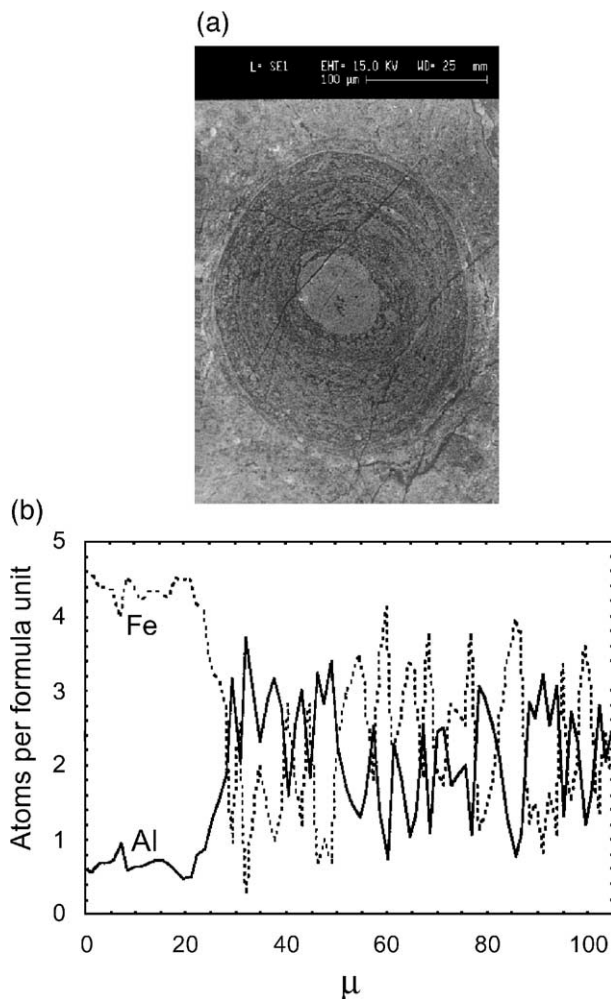 (a)
L= SE1 EHT= 15.0 KV WD= 25 mm
100 µm
(b)
5
4
3
2
1
0
Atoms per formula unit
Fe
Al
0 20 40 60 80 100
µ